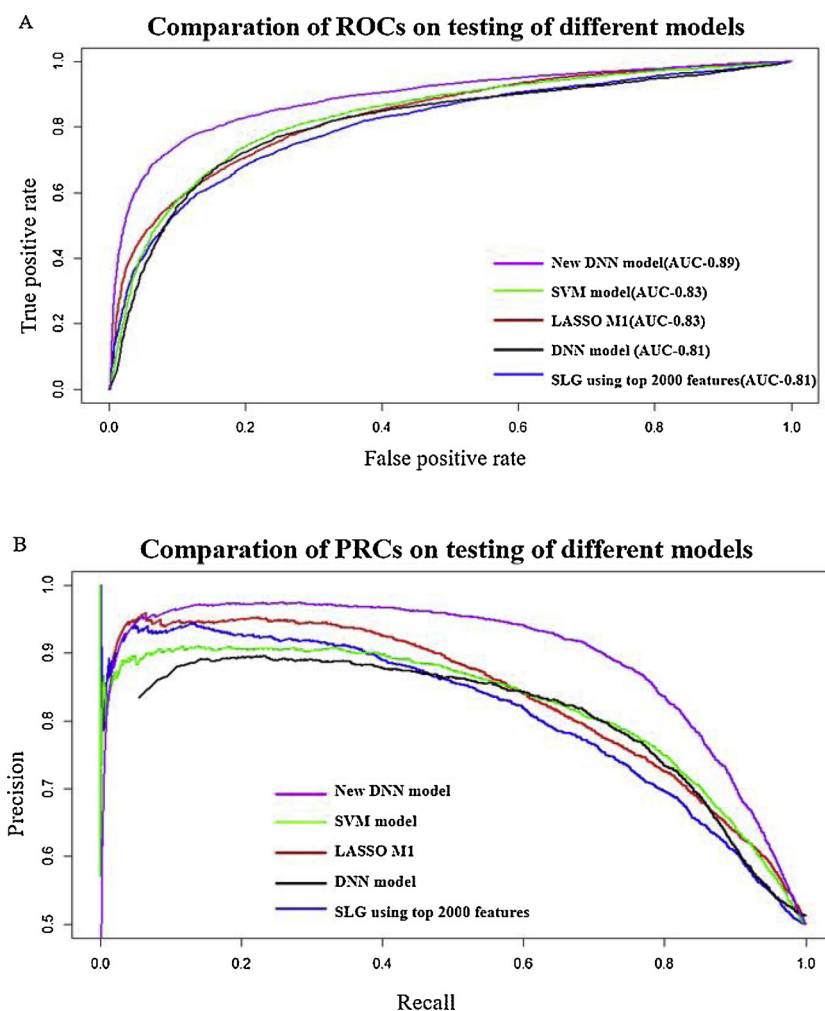 A
Comparation of ROCs on testing of different models
1.0
0.8
0.6
0.4
0.2
0.0
True positive rate
New DNN model(AUC-0.89)
SVM model(AUC-0.83)
LASSO M1(AUC-0.83)
DNN model (AUC-0.81)
SLG using top 2000 features(AUC-0.81)
0.0 0.2 0.4 0.6 0.8 1.0
False positive rate
B
Comparation of PRCs on testing of different models
1.0
0.9
0.8
0.7
0.6
0.5
Precision
New DNN model
SVM model
LASSO M1
DNN model
SLG using top 2000 features
0.0 0.2 0.4 0.6 0.8 1.0
Recall